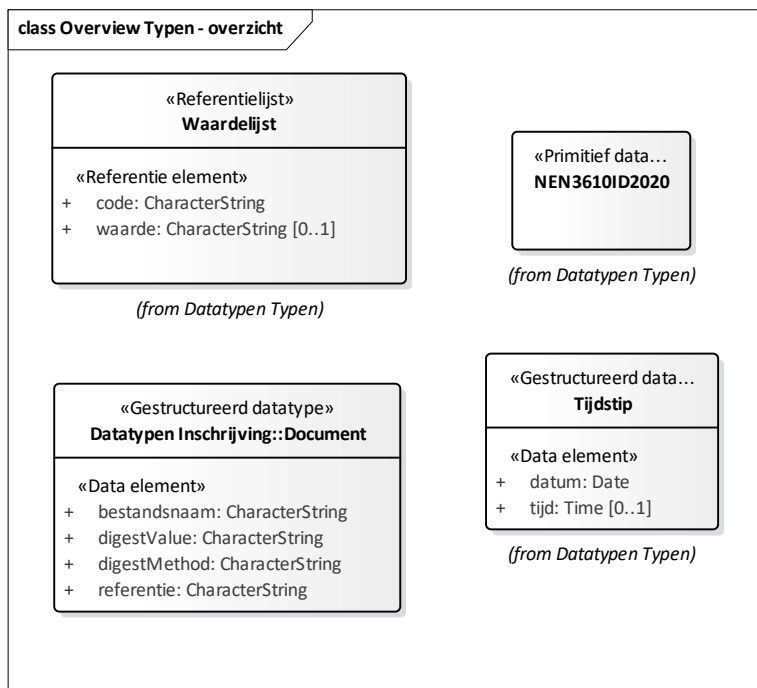 class Overview Typen - overzicht
«Referentielijst»
Waardelijst
«Referentie element»
+ code: CharacterString
+ waarde: CharacterString [0..1]
(from Datatypen Typen)
«Primitief data...
NEN3610ID2020
(from Datatypen Typen)
«Gestructureerd datatype»
Datatypen Inschrijving::Document
«Data element»
+ bestandsnaam: CharacterString
+ digestValue: CharacterString
+ digestMethod: CharacterString
+ referentie: CharacterString
«Gestructureerd data...
Tijdstip
«Data element»
+ datum: Date
+ tijd: Time [0..1]
(from Datatypen Typen)